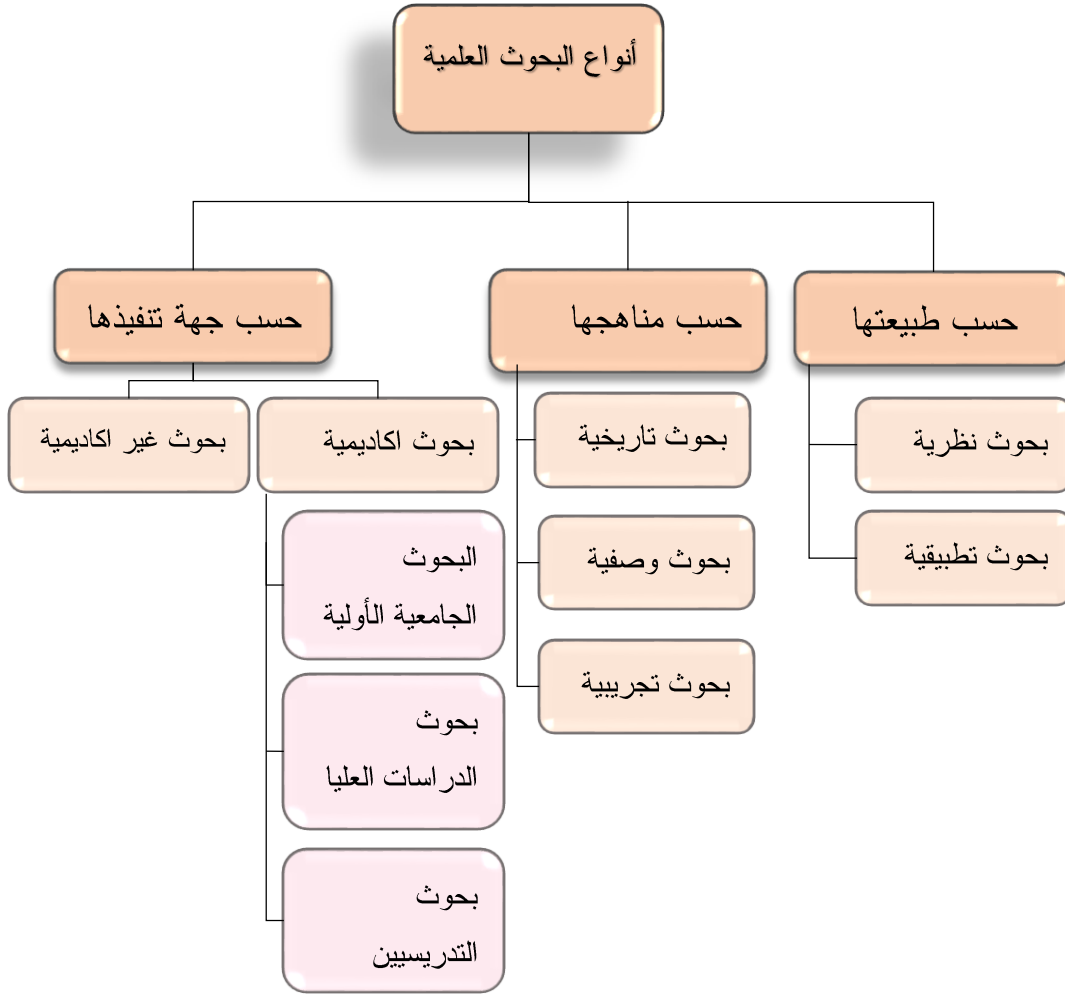 أنواع البحوث العلمية
حسب طبيعتها
حسب مناهجها
حسب جهة تنفيذها
بحوث نظرية
بحوث تطبيقية
بحوث تاريخية
بحوث وصفية
بحوث تجريبية
بحوث اكاديمية
بحوث غير اكاديمية
البحوث
الجامعية الأولية
بحوث
الدراسات العليا
بحوث
التدريسيين